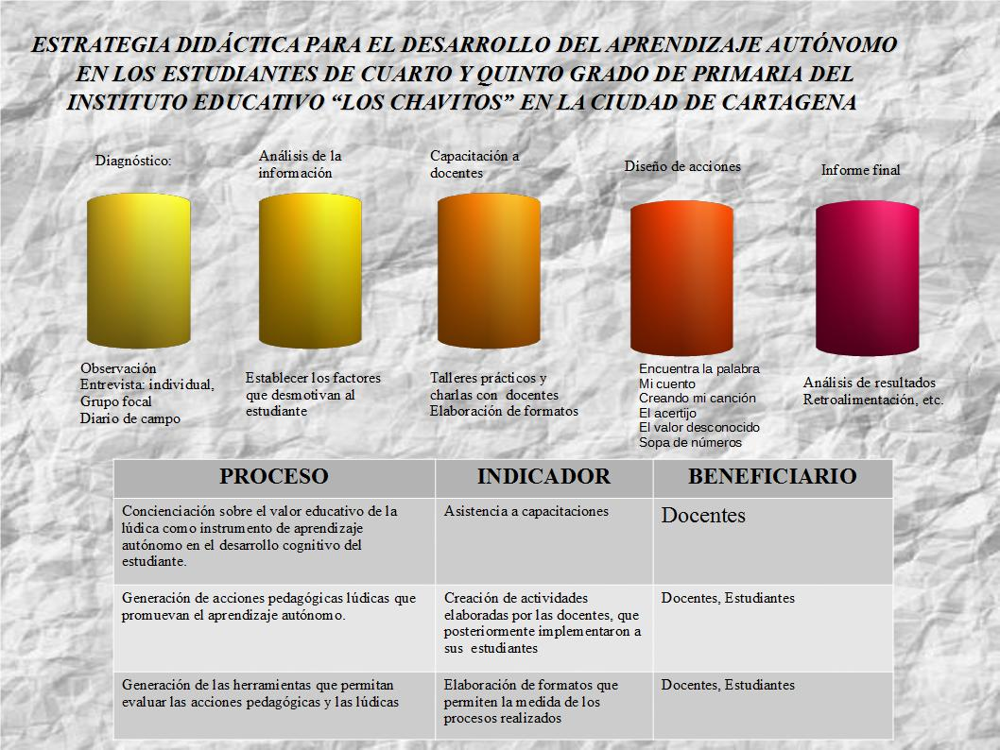 ESTRATEGIA DIDÁCTICA PARA EL DESARROLLO DEL APRENDIZAJE AUTÓNOMO
EN LOS ESTUDIANTES DE CUARTO Y QUINTO GRADO DE PRIMARIA DEL
INSTITUTO EDUCATIVO “LOS CHAVITOS” EN LA CIUDAD DE CARTAGENA
Diagnóstico:
Observación
Entrevista: individual,
Grupo focal
Diario de campo
Análisis de la
información
Establecer los factores
que desmotivan al
estudiante
Capacitación a
docentes
Talleres prácticos y
charlas con docentes
Elaboración de formatos
Diseño de acciones
Encuentra la palabra
Mi cuento
Creando mi canción
El acertijo
El valor desconocido
Sopa de números
Informe final
Análisis de resultados
Retroalimentación, etc.
PROCESO
INDICADOR
BENEFICIARIO
Concienciación sobre el valor educativo de la
lúdica como instrumento de aprendizaje
autónomo en el desarrollo cognitivo del
estudiante.
Asistencia a capacitaciones
Docentes
Generación de acciones pedagógicas lúdicas que
promuevan el aprendizaje autónomo.
Creación de actividades
elaboradas por las docentes, que
posteriormente implementaron a
sus estudiantes
Docentes, Estudiantes
Generación de las herramientas que permitan
evaluar las acciones pedagógicas y las lúdicas
Elaboración de formatos que
permiten la medida de los
procesos realizados
Docentes, Estudiantes